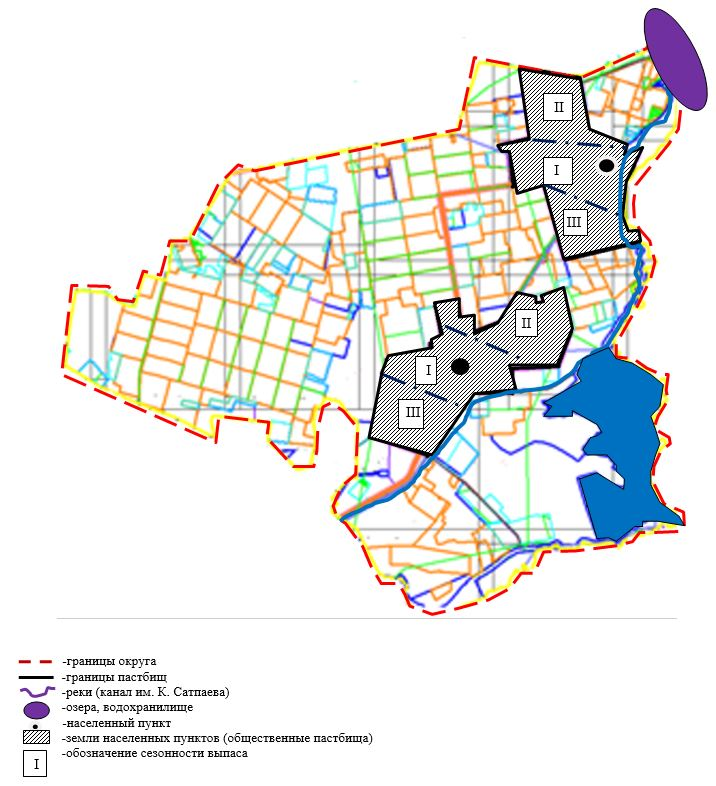 II
I
III
II
I
III
-границы округа
-границы пастбищ
-реки (канал им. К. Сатпаева)
-озера, водохранилище
-населенный пункт
-земли населенных пунктов (общественные пастбища)
-обозначение сезонности выпаса
I